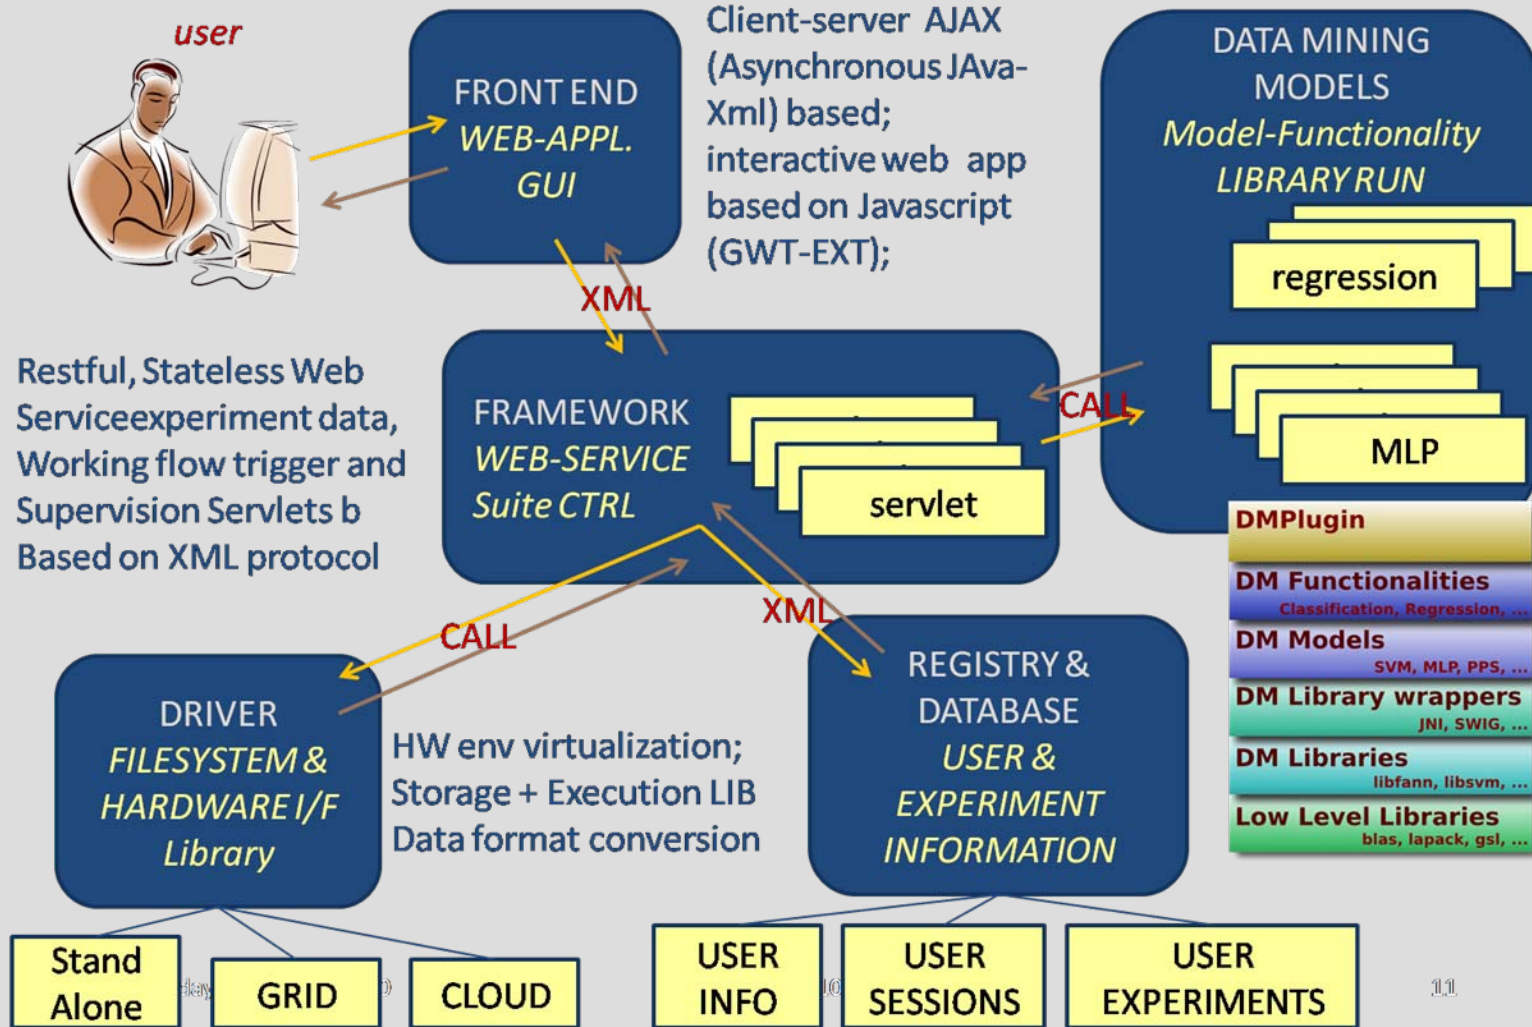 user
FRONT END
WEB-APPL.
GUI
Client-server AJAX
(Asynchronous JAva-
Xml) based;
interactive web app
based on Javascript
(GWT-EXT);
DATA MINING
MODELS
Model-Functionality
LIBRARY RUN
regression
MLP
XML
Restful, Stateless Web
Serviceexperiment data,
Working flow trigger and
Supervision Servlets b
Based on XML protocol
FRAMEWORK
WEB-SERVICE
Suite CTRL
servlet
CALL
DMPlugin
DM Functionalities
Classification, Regression, ...
DM Models
SVM, MLP, PPS, ...
DM Library wrappers
JNI, SWIG, ...
DM Libraries
libfann, libsvm, ...
Low Level Libraries
blas, lapack, gsl, ...
CALL
XML
DRIVER
FILESYSTEM &
HARDWARE I/F
Library
HW env virtualization;
Storage + Execution LIB
Data format conversion
REGISTRY &
DATABASE
USER &
EXPERIMENT
INFORMATION
Stand
Alone
GRID
CLOUD
USER
INFO
USER
SESSIONS
USER
EXPERIMENTS
11